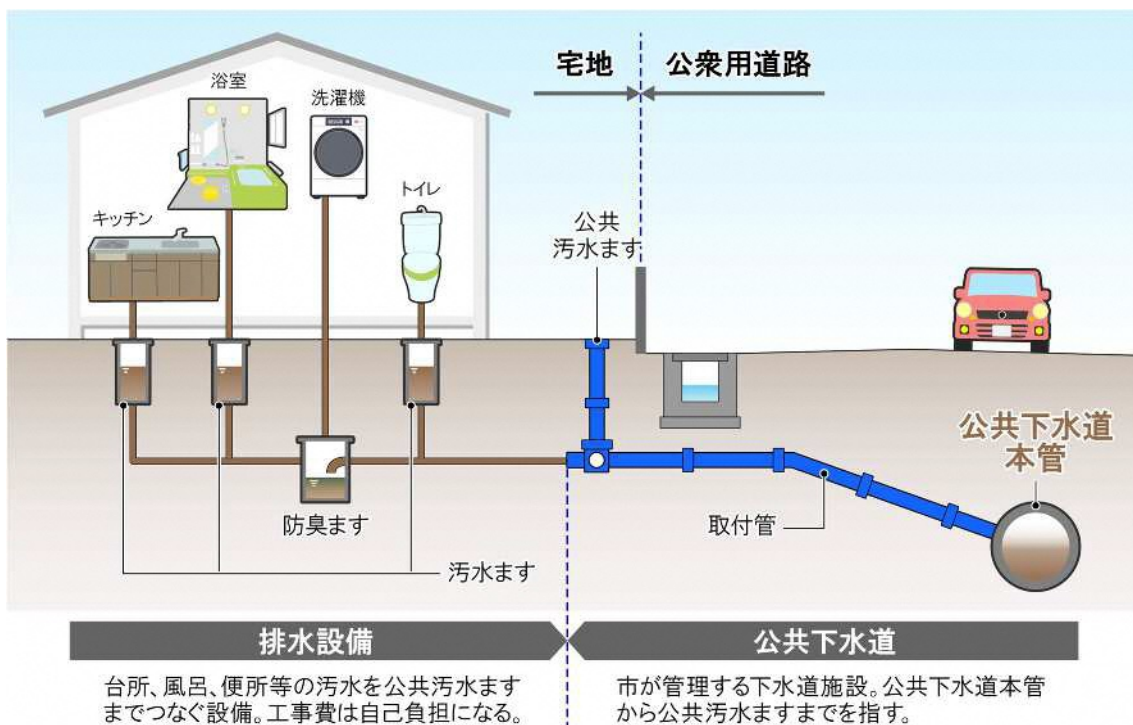 宅地
公衆用道路
浴室
洗濯機
キッチン
トイレ
公共
汚水ます
公共下水道
本管
取付管
防臭ます
汚水ます
排水設備
公共下水道
台所、風呂、便所等の汚水を公共汚水ます
までつなぐ設備。工事費は自己負担になる。
市が管理する下水道施設。公共下水道本管
から公共汚水ますまでを指す。